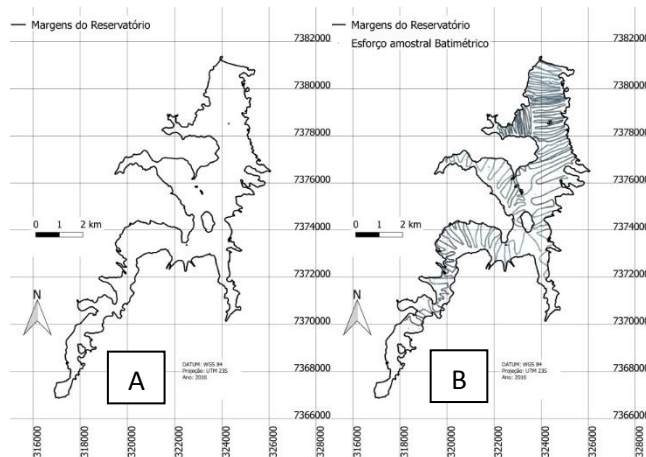 Margens do Reservatório
7382000
7380000
7378000
7376000
7374000
7372000
7370000
7368000
7366000
0 1 2 km
N
A
DATUM: WGS 84
Projeção: UTM 23S
Ano: 2016
316000
318000
320000
322000
324000
326000
328000
Margens do Reservatório
Esforço amostral Batimétrico
7382000
7380000
7378000
7376000
7374000
7372000
7370000
7368000
7366000
0 1 2 km
N
B
DATUM: WGS 84
Projeção: UTM 23S
Ano: 2016
316000
318000
320000
322000
324000
326000
328000